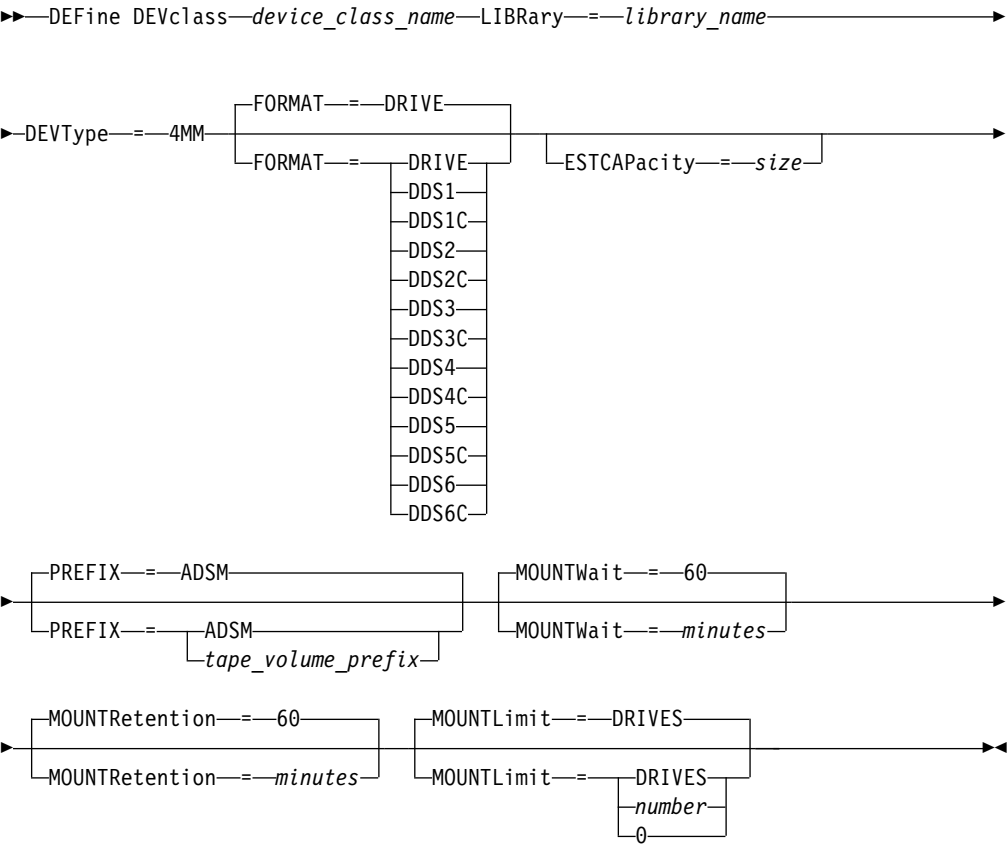 DEFine DEVclass device_class_name LIBRary = library_name
FORMAT = DRIVE
DEVType = 4MM
FORMAT = DRIVE
ESTCAPacity = size
DDS1
DDS1C
DDS2
DDS2C
DDS3
DDS3C
DDS4
DDS4C
DDS5
DDS5C
DDS6
DDS6C
PREFIX = ADSM
MOUNTWait = 60
PREFIX = ADSM
MOUNTWait = minutes
tape_volume_prefix
MOUNTRetention = 60
MOUNTLimit = DRIVES
MOUNTRetention = minutes
MOUNTLimit = DRIVES
number
0